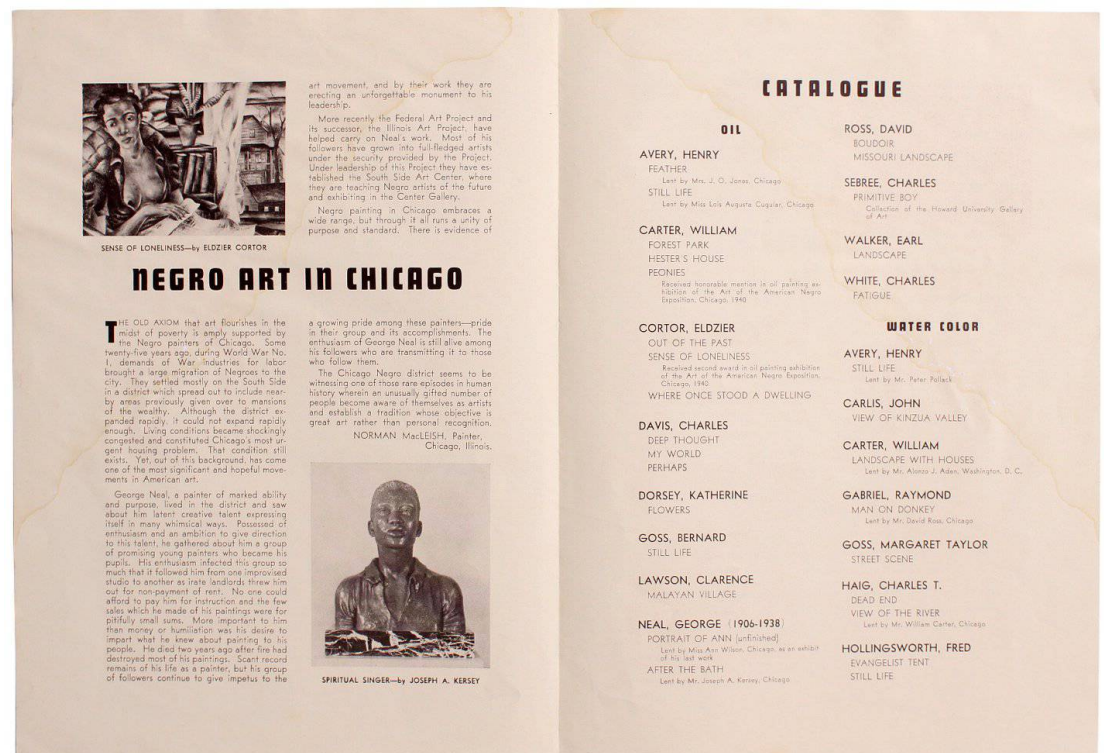 SENSE OF LONELINESS—by ELDZIER CORTOR
NEGRO ART IN CHICAGO
THE OLD AXIOM that art flourishes in the
midst of poverty is amply supported by
the Negro painters of Chicago. Some
twenty-five years ago, during World War No.
I, demands of War industries for labor
brought a large migration of Negroes to the
city. They settled mostly on the South Side
in a district which spread out to include near-
by areas previously given over to mansions
of the wealthy. Although the district ex-
panded rapidly, it could not expand rapidly
enough. Living conditions became shockingly
congested and constituted Chicago's most ur-
gent housing problem. That condition still
exists. Yet, out of this background, has come
one of the most significant and hopeful move-
ments in American art.
George Neal, a painter of marked ability
and purpose, lived in the district and saw
about him latent creative talent expressing
itself in many whimsical ways. Possessed of
enthusiasm and an ambition to give direction
to this talent, he gathered about him a group
of promising young painters who became his
pupils. His enthusiasm infected this group so
much that it followed him from one improvised
studio to another as irate landlords threw him
out for non-payment of rent. No one could
afford to pay him for instruction and the few
sales which he made of his paintings were for
pitifully small sums. More important to him
than money or humiliation was his desire to
impart what he knew about painting to his
people. He died two years ago after fire had
destroyed most of his paintings. Scant record
remains of his life as a painter, but his group
of followers continue to give impetus to the
art movement, and by their work they are
erecting an unforgettable monument to his
leadership.
More recently the Federal Art Project and
its successor, the Illinois Art Project, have
helped carry on Neal's work. Most of his
followers have grown into full-fledged artists
under the security provided by the Project.
Under leadership of this Project they have es-
tablished the South Side Art Center, where
they are teaching Negro artists of the future
and exhibiting in the Center Gallery.
Negro painting in Chicago embraces a
wide range, but through it all runs a unity of
purpose and standard. There is evidence of
a growing pride among these painters—pride
in their group and its accomplishments. The
enthusiasm of George Neal is still alive among
his followers who are transmitting it to those
who follow them.
The Chicago Negro district seems to be
witnessing one of those rare episodes in human
history wherein an unusually gifted number of
people become aware of themselves as artists
and establish a tradition whose objective is
great art rather than personal recognition.
NORMAN MacLEISH, Painter,
Chicago, Illinois.
SPIRITUAL SINGER—by JOSEPH A. KERSEY
CATALOGUE
OIL
AVERY, HENRY
FEATHER
Lent by Mrs. J. O. Jones, Chicago
STILL LIFE
Lent by Miss Lois Augusta Cuguler, Chicago
CARTER, WILLIAM
FOREST PARK
HESTER'S HOUSE
PEONIES
Received honorable mention in oil painting ex-
hibition of the Art of the American Negro
Exposition, Chicago, 1940
CORTOR, ELDZIER
OUT OF THE PAST
SENSE OF LONELINESS
Received second award in oil painting exhibition
of the Art of the American Negro Exposition,
Chicago, 1940
WHERE ONCE STOOD A DWELLING
DAVIS, CHARLES
DEEP THOUGHT
MY WORLD
PERHAPS
DORSEY, KATHERINE
FLOWERS
GOSS, BERNARD
STILL LIFE
LAWSON, CLARENCE
MALAYAN VILLAGE
NEAL, GEORGE (1906-1938)
PORTRAIT OF ANN (unfinished)
Lent by Miss Ann Wilson, Chicago, as an exhibit
of his last work
AFTER THE BATH
Lent by Mr. Joseph A. Kersey, Chicago
ROSS, DAVID
BOUDOIR
MISSOURI LANDSCAPE
SEBREE, CHARLES
PRIMITIVE BOY
Collection of the Howard University Gallery
of Art
WALKER, EARL
LANDSCAPE
WHITE, CHARLES
FATIGUE
WATER COLOR
AVERY, HENRY
STILL LIFE
Lent by Mr. Peter Pollack
CARLIS, JOHN
VIEW OF KINZUA VALLEY
CARTER, WILLIAM
LANDSCAPE WITH HOUSES
Lent by Mr. Alonzo J. Aden, Washington, D. C.
GABRIEL, RAYMOND
MAN ON DONKEY
Lent by Mr. David Ross, Chicago
GOSS, MARGARET TAYLOR
STREET SCENE
HAIG, CHARLES T.
DEAD END
VIEW OF THE RIVER
Lent by Mr. William Carter, Chicago
HOLLINGSWORTH, FRED
EVANGELIST TENT
STILL LIFE